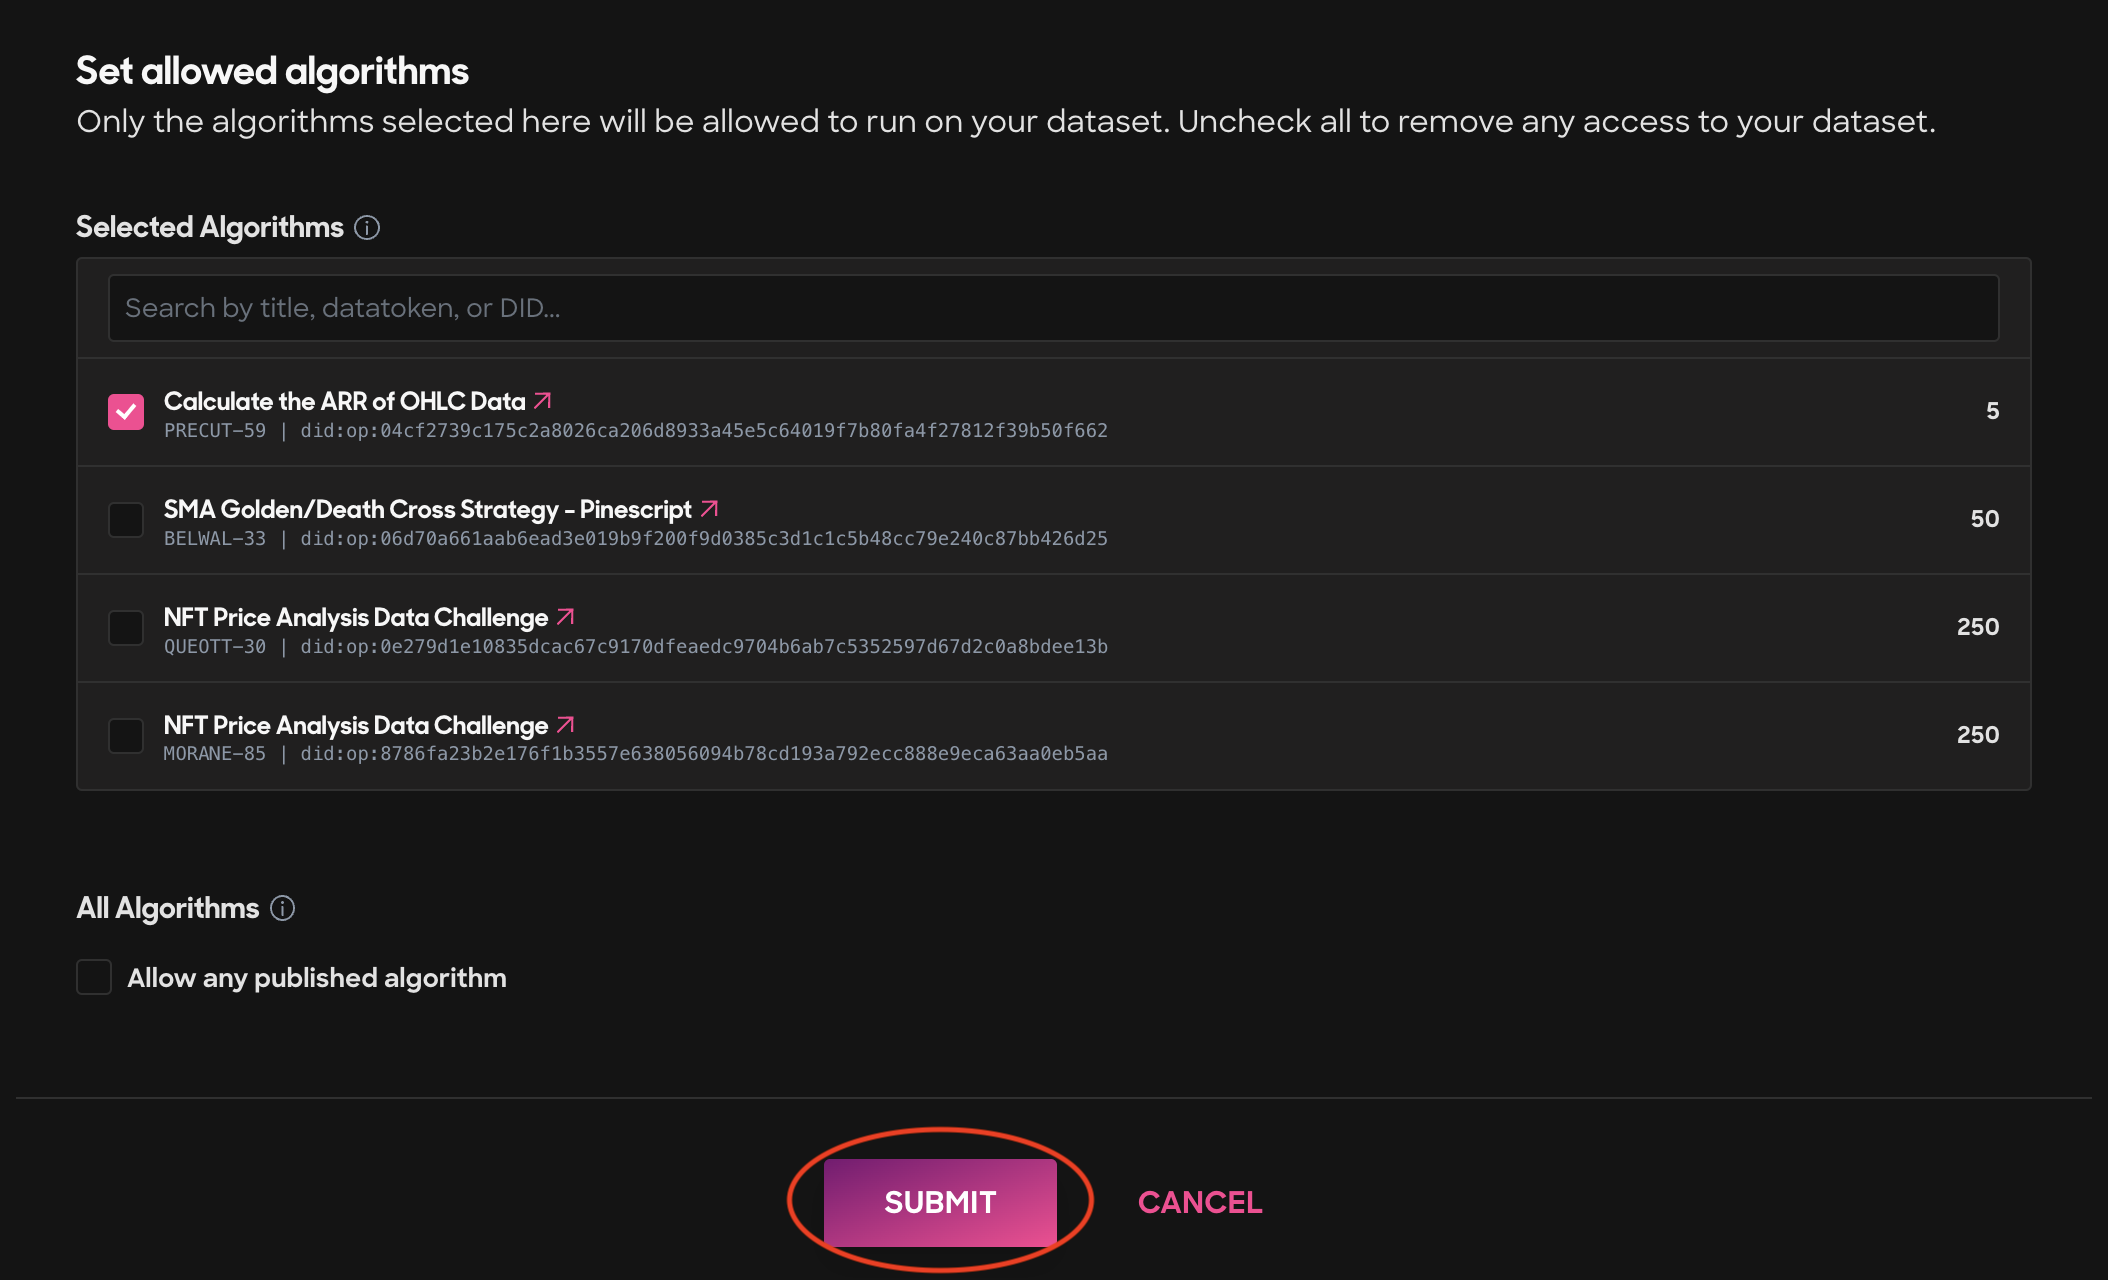 Set allowed algorithms
Only the algorithms selected here will be allowed to run on your dataset. Uncheck all to remove any access to your dataset.
Selected Algorithms
Search by title, datatoken, or DID...
Calculate the ARR of OHLC Data
5
PRECUT-59 | did:op:04cf2739c175c2a8026ca206d8933a45e5c64019f7b80fa4f27812f39b50f662
SMA Golden/Death Cross Strategy - Pinescript
50
BELWAL-33 | did:op:06d70a661aab6ead3e019b9f200f9d0385c3d1c1c5b48cc79e240c87bb426d25
NFT Price Analysis Data Challenge
250
QUEOTT-30 | did:op:0e279d1e10835dcac67c9170dfeaedc9704b6ab7c5352597d67d2c0a8bdee13b
NFT Price Analysis Data Challenge
250
MORANE-85 | did:op:8786fa23b2e176f1b3557e638056094b78cd193a792ecc888e9eca63aa0eb5aa
All Algorithms
Allow any published algorithm
SUBMIT CANCEL